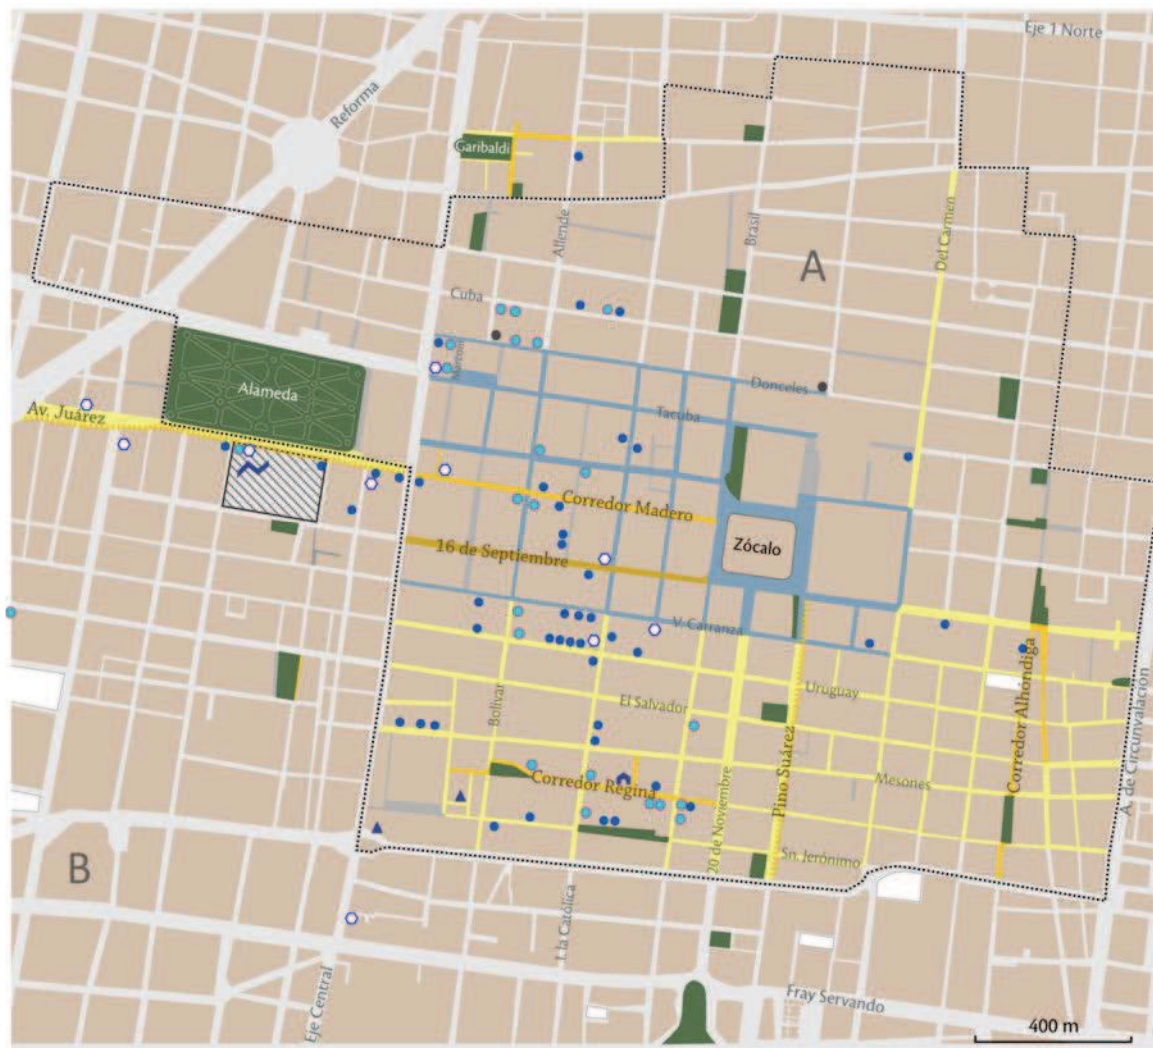 Eje 1 Norte
Reforma
Garibaldi
Allende
Brasil
Del Carmen
A
Cuba
Marconi
Donceles
Alameda
Tacuba
Av. Juárez
Corredor Madero
16 de Septiembre
Zócalo
V. Carranza
Uruguay
Bolívar
El Salvador
Corredor Alhondiga
A. de Circunvalación
Mesones
Corredor Regina
Pino Suárez
20 de Noviembre
Sn. Jerónimo
B
I. la Católica
Eje Central
Fray Servando
400 m